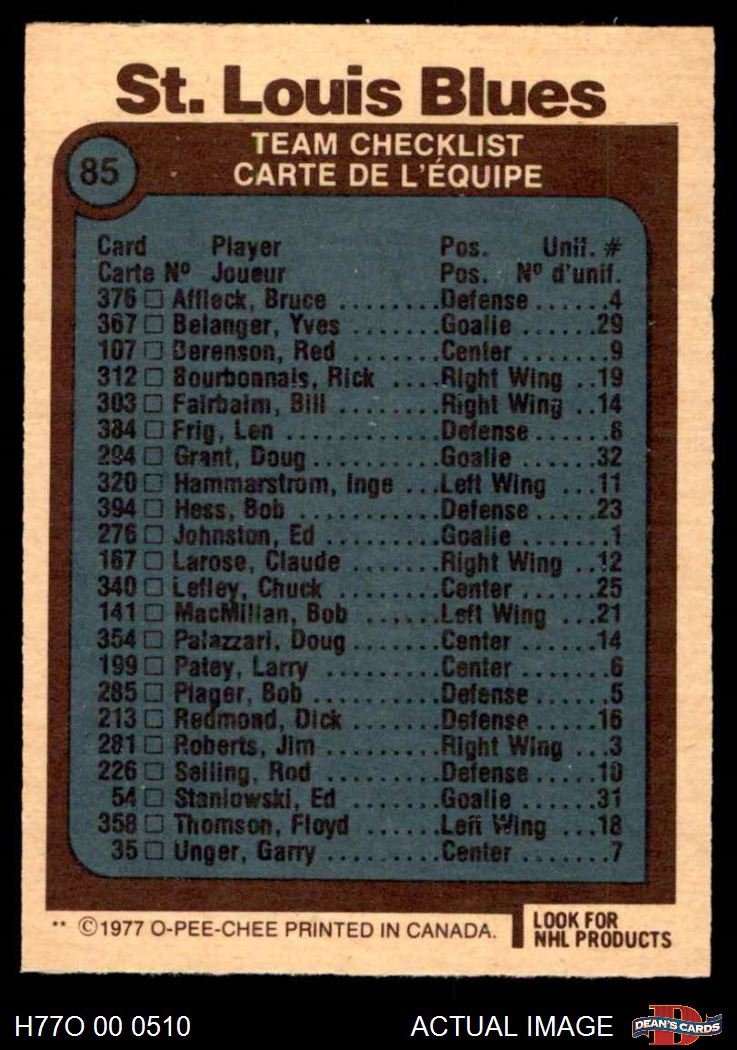 St. Louis Blues
85
TEAM CHECKLIST
CARTE DE L'ÉQUIPE
Card Player Pos. Unif. #
Carte Nº Joueur Pos. Nº d'unif.
376 □ Affleck, Bruce ........Defense......4
367 □ Belanger, Yves ........Goalie......29
107 □ Berenson, Red ........Center........9
312 □ Bourbonnais, Rick ....Right Wing ..19
303 □ Fairbairn, Bill ........Right Wing ..14
384 □ Frig, Len ............Defense......6
294 □ Grant, Doug..........Goalie......32
320 □ Hammarstrom, Inge ...Left Wing ...11
394 □ Hess, Bob ............Defense......23
276 □ Johnston, Ed ..........Goalie.......1
167 □ Larose, Claude ........Right Wing ..12
340 □ Lefley, Chuck .........Center......25
141 □ MacMillan, Bob .......Left Wing ...21
354 □ Palazzari, Doug .......Center......14
199 □ Patey, Larry ..........Center.......6
285 □ Plager, Bob ...........Defense......5
213 □ Redmond, Dick ........Defense.....16
281 □ Roberts, Jim .........Right Wing ...3
226 □ Seiling, Rod ..........Defense.....10
54 □ Staniowski, Ed ........Goalie......31
358 □ Thomson, Floyd ......Left Wing ...18
35 □ Unger, Garry ..........Center.......7
** ©1977 O-PEE-CHEE PRINTED IN CANADA.
LOOK FOR
NHL PRODUCTS
H77O 00 0510
ACTUAL IMAGE
D
DEAN'S CARDS